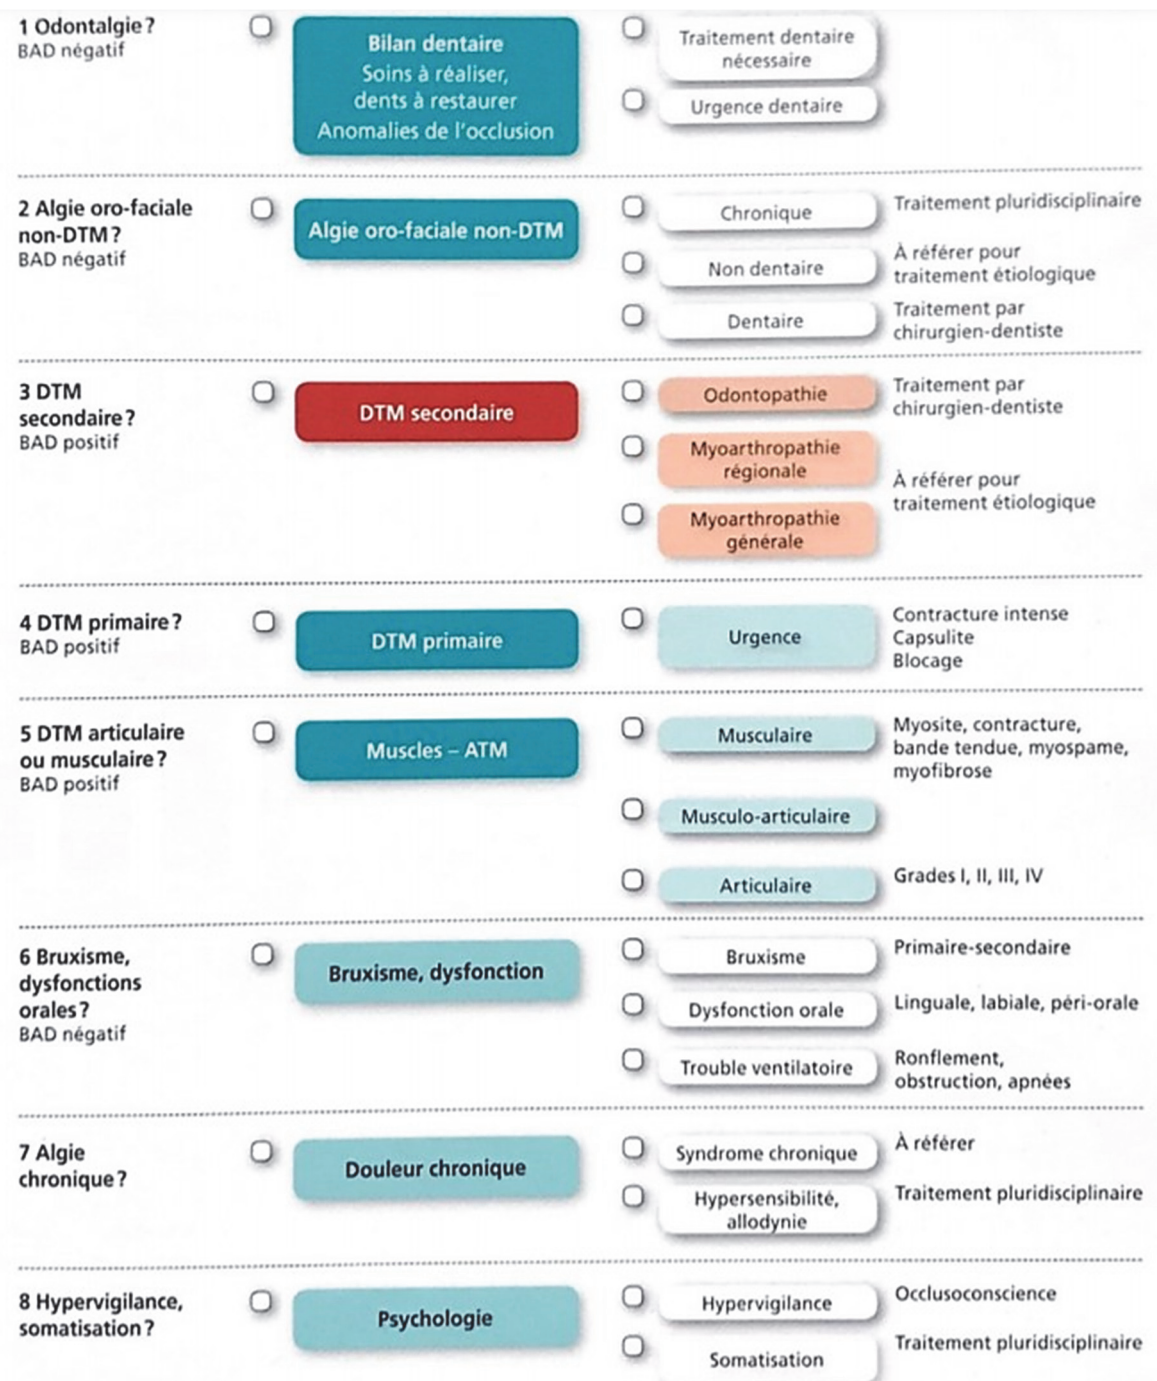 1 Odontalgie ?
BAD négatif
Bilan dentaire
Soins à réaliser,
dents à restaurer
Anomalies de l'occlusion
Traitement dentaire
nécessaire
Urgence dentaire
2 Algie oro-faciale
non-DTM ?
BAD négatif
Algie oro-faciale non-DTM
Chronique
Traitement pluridisciplinaire
Non dentaire
À référer pour
traitement étiologique
Dentaire
Traitement par
chirurgien-dentiste
3 DTM
secondaire ?
BAD positif
DTM secondaire
Odontopathie
Traitement par
chirurgien-dentiste
Myoarthropathie
régionale
Myoarthropathie
générale
À référer pour
traitement étiologique
4 DTM primaire ?
BAD positif
DTM primaire
Urgence
Contracture intense
Capsulite
Blocage
5 DTM articulaire
ou musculaire ?
BAD positif
Muscles – ATM
Musculaire
Myosite, contracture,
bande tendue, myospame,
myofibrose
Musculo-articulaire
Articulaire
Grades I, II, III, IV
6 Bruxisme,
dysfonctions
orales ?
BAD négatif
Bruxisme, dysfonction
Bruxisme
Primaire-secondaire
Dysfonction orale
Linguale, labiale, péri-orale
Trouble ventilatoire
Ronflement,
obstruction, apnées
7 Algie
chronique ?
Douleur chronique
Syndrome chronique
À référer
Hypersensibilité,
allodynie
Traitement pluridisciplinaire
8 Hypervigilance,
somatisation ?
Psychologie
Hypervigilance
Occlusoconscience
Somatisation
Traitement pluridisciplinaire